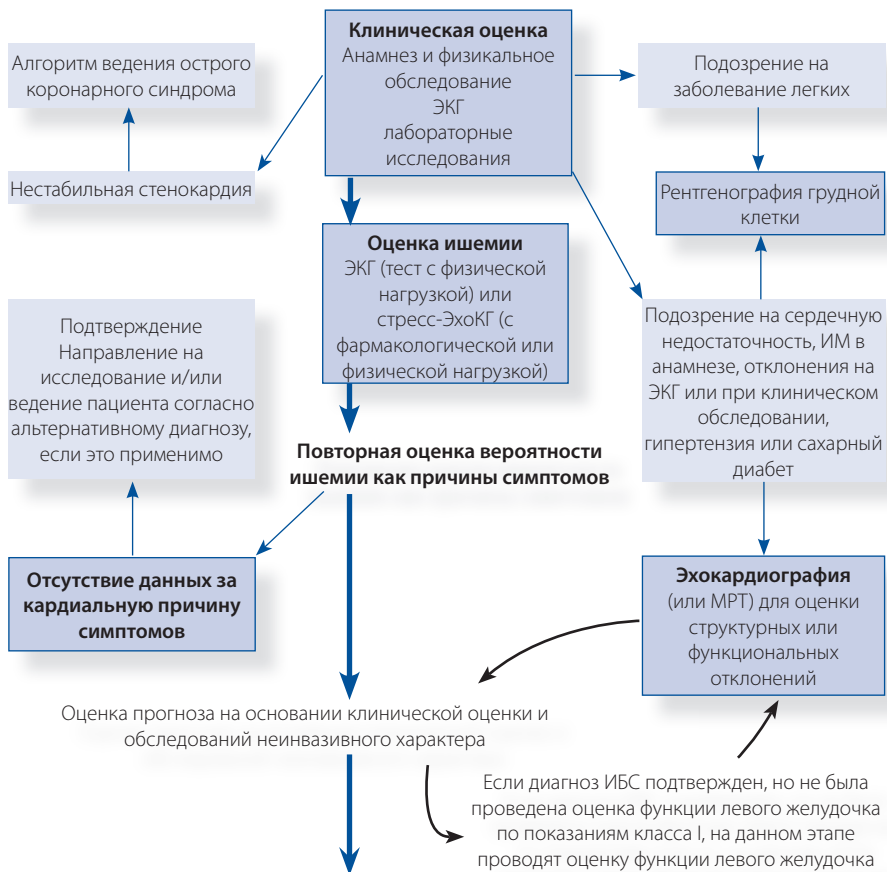 Клиническая оценка
Анамнез и физикальное
обследование
ЭКГ
лабораторные
исследования
Алгоритм ведения острого
коронарного синдрома
Подозрение на
заболевание легких
Нестабильная стенокардия
Рентгенография грудной
клетки
Оценка ишемии
ЭКГ (тест с физической
нагрузкой) или
стресс-ЭхоКГ (с
фармакологической или
физической нагрузкой)
Подтверждение
Направление на
исследование и/или
ведение пациента согласно
альтернативному диагнозу,
если это применимо
Подозрение на сердечную
недостаточность, ИМ в
анамнезе, отклонения на
ЭКГ или при клиническом
обследовании,
гипертензия или сахарный
диабет
Повторная оценка вероятности
ишемии как причины симптомов
Отсутствие данных за
кардиальную причину
симптомов
Эхокардиография
(или МРТ) для оценки
структурных или
функциональных
отклонений
Оценка прогноза на основании клинической оценки и
обследований неинвазивного характера
Если диагноз ИБС подтвержден, но не была
проведена оценка функции левого желудочка
по показаниям класса I, на данном этапе
проводят оценку функции левого желудочка